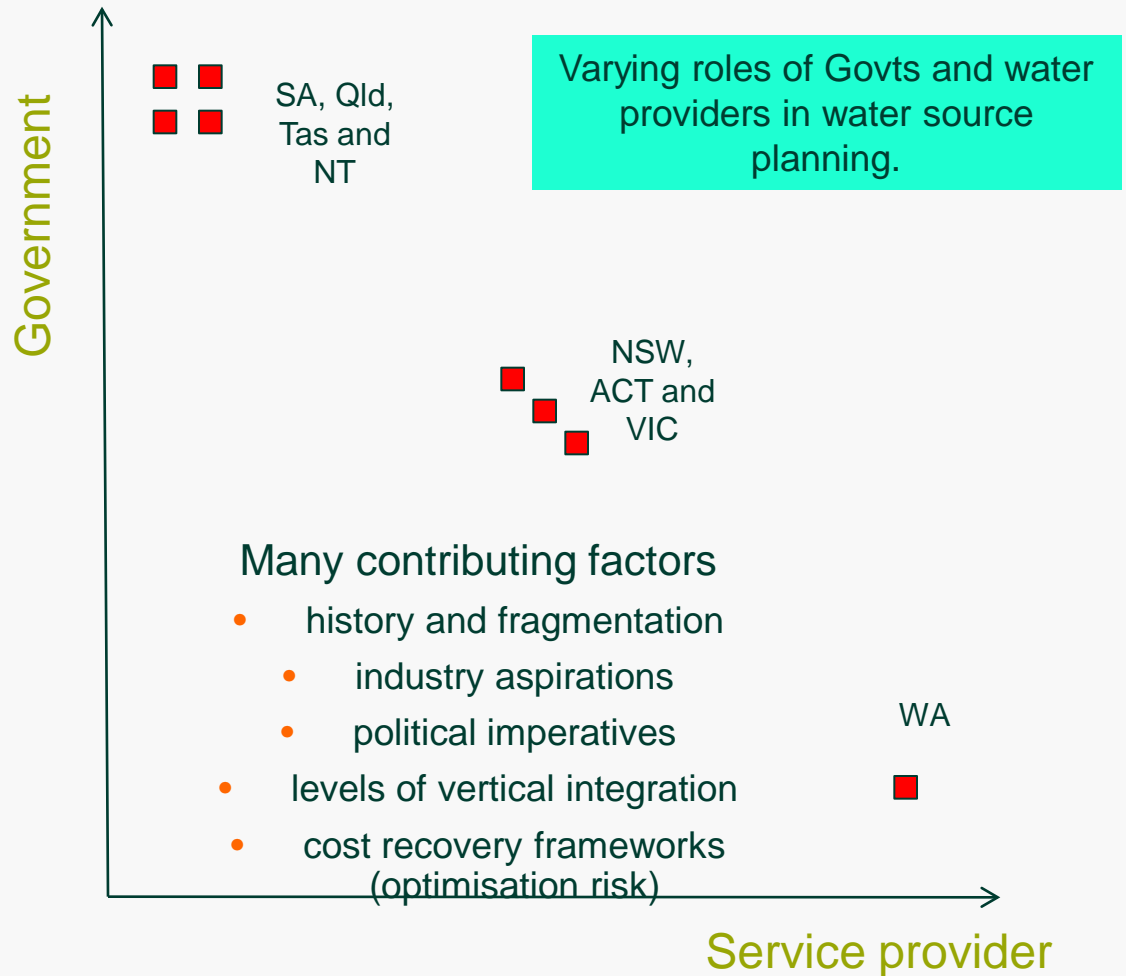 Government
SA, Qld,
Tas and
NT
Varying roles of Govts and water
providers in water source
planning.
NSW,
ACT and
VIC
Many contributing factors
• history and fragmentation
• industry aspirations
• political imperatives
• levels of vertical integration
• cost recovery frameworks
(optimisation risk)
WA
Service provider